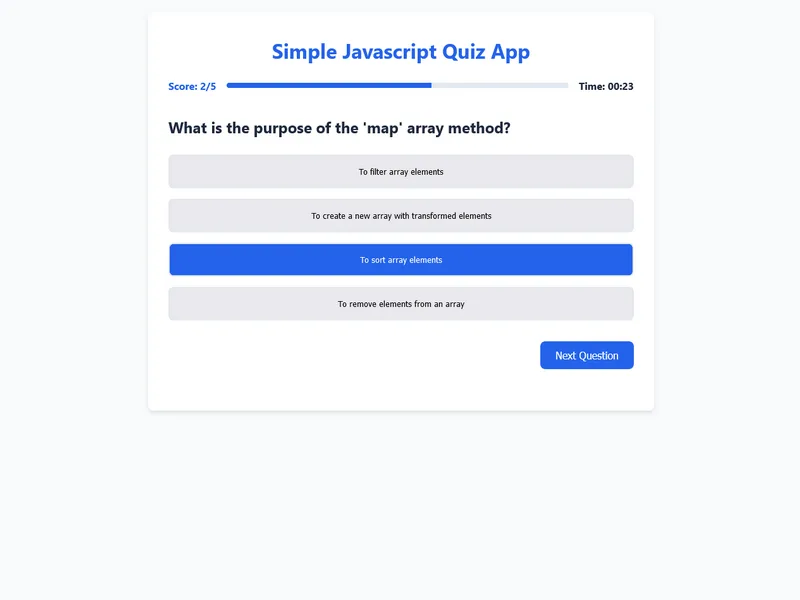 Simple Javascript Quiz App
Score: 2/5
Time: 00:23
What is the purpose of the 'map' array method?
To filter array elements
To create a new array with transformed elements
To sort array elements
To remove elements from an array
Next Question